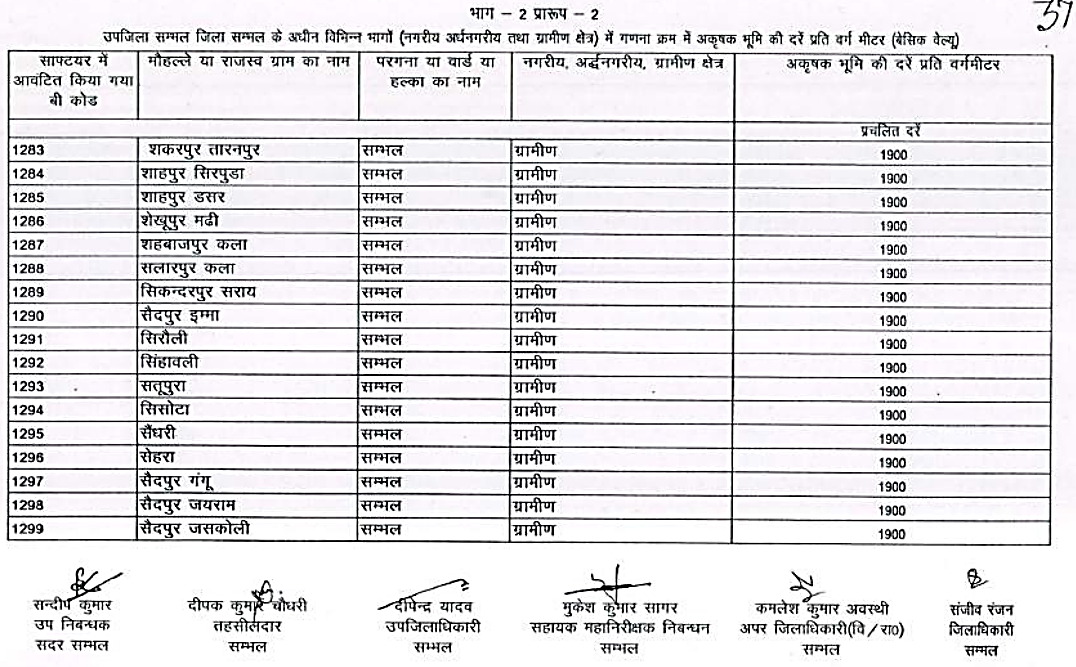 37
भाग – 2 प्रारूप – 2
उपजिला सम्भल जिला सम्भल के अधीन विभिन्न भागों (नगरीय अर्धनगरीय तथा ग्रामीण क्षेत्र) में गणना क्रम में अकृषक भूमि की दरें प्रति वर्ग मीटर (बेसिक वेल्यू)
साफ्टयर में आवंटित किया गया बी कोड | मौहल्ले या राजस्व ग्राम का नाम | परगना या वार्ड या हल्का का नाम | नगरीय, अर्द्धनगरीय, ग्रामीण क्षेत्र | अकृषक भूमि की दरें प्रति वर्गमीटर
प्रचलित दरें
1283 शकरपुर तारनपुर सम्भल ग्रामीण 1900
1284 शाहपुर सिरपुडा सम्भल ग्रामीण 1900
1285 शाहपुर डसर सम्भल ग्रामीण 1900
1286 शेखूपुर मढी सम्भल ग्रामीण 1900
1287 शहबाजपुर कला सम्भल ग्रामीण 1900
1288 सलारपुर कला सम्भल ग्रामीण 1900
1289 सिकन्दरपुर सराय सम्भल ग्रामीण 1900
1290 सैदपुर इम्मा सम्भल ग्रामीण 1900
1291 सिरौली सम्भल ग्रामीण 1900
1292 सिंहावली सम्भल ग्रामीण 1900
1293 सतूपुरा सम्भल ग्रामीण 1900
1294 सिसोटा सम्भल ग्रामीण 1900
1295 सैंधरी सम्भल ग्रामीण 1900
1296 सेहरा सम्भल ग्रामीण 1900
1297 सैदपुर गंगू सम्भल ग्रामीण 1900
1298 सैदपुर जयराम सम्भल ग्रामीण 1900
1299 सैदपुर जसकोली सम्भल ग्रामीण 1900
सन्दीप कुमार दीपक कुमार चौधरी दीपेन्द्र यादव मुकेश कुमार सागर कमलेश कुमार अवस्थी संजीव रंजन
उप निबन्धक तहसीलदार उपजिलाधिकारी सहायक महानिरीक्षक निबन्धन अपर जिलाधिकारी(वि/रा0) जिलाधिकारी
सदर सम्भल सम्भल सम्भल सम्भल सम्भल सम्भल